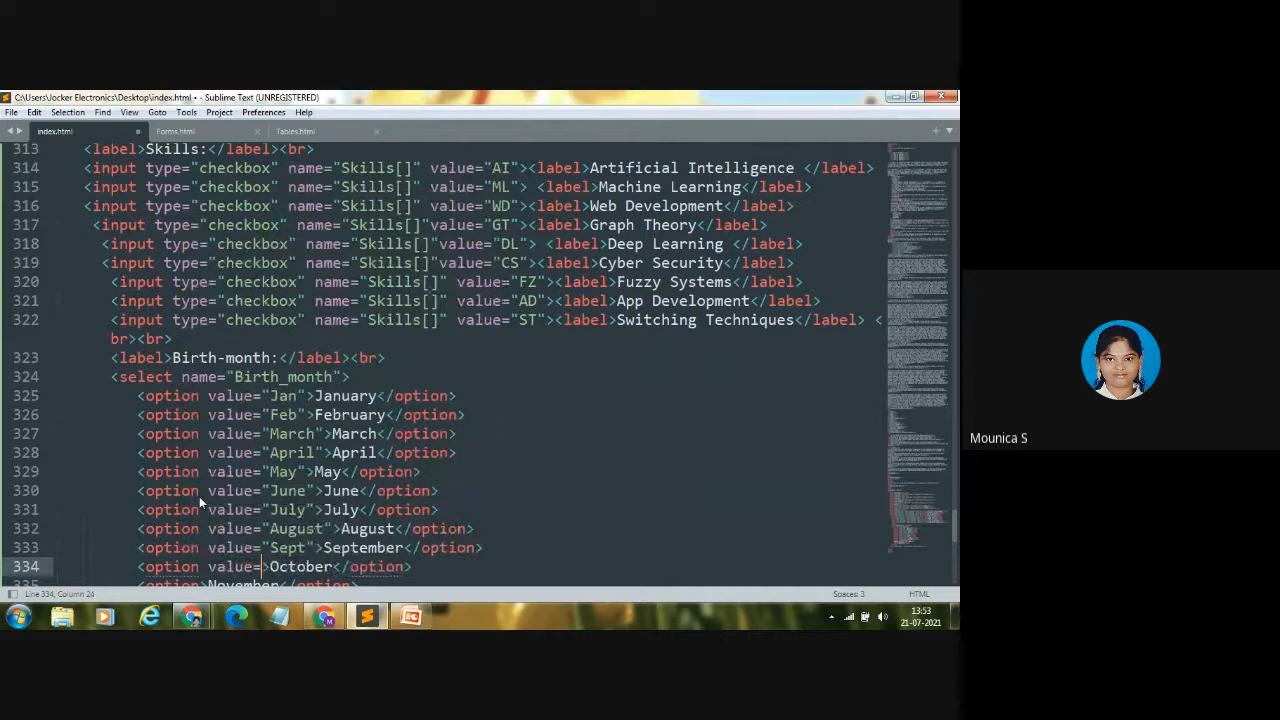 C:\Users\Jocker Electronics\Desktop\index.html • - Sublime Text (UNREGISTERED)
File Edit Selection Find View Goto Tools Project Preferences Help
index.html Forms.html Tables.html
313 <label>Skills:</label><br>
314 <input type="checkbox" name="Skills[]" value="AI"><label>Artificial Intelligence </label>
315 <input type="checkbox" name="Skills[]" value="ML"> <label>Machine Learning</label>
316 <input type="checkbox" name="Skills[]" value="WD"> <label>Web Development</label>
317 <input type="checkbox" name="Skills[]" value="GT"><label>Graph Theory</label>
318 <input type="checkbox" name="Skills[]"value="DL"> <label>Deep Learning </label>
319 <input type="checkbox" name="Skills[]"value="CS"><label>Cyber Security</label>
320 <input type="checkbox" name="Skills[]" value="FZ"><label>Fuzzy Systems</label>
321 <input type="checkbox" name="Skills[]" value="AD"><label>App Development</label>
322 <input type="checkbox" name="Skills[]" value="ST"><label>Switching Techniques</label> <
br><br>
323 <label>Birth-month:</label><br>
324 <select name="Birth_month">
325 <option value="Jan">January</option>
326 <option value="Feb">February</option>
327 <option value="March">March</option>
328 <option value="April">April</option>
329 <option value="May">May</option>
330 <option value="June">June</option>
331 <option value="July">July</option>
332 <option value="August">August</option>
333 <option value="Sept">September</option>
334 <option value=>October</option>
335 <option>November</option>
Line 334, Column 24 Spaces: 3 HTML
13:53
21-07-2021
Mounica S